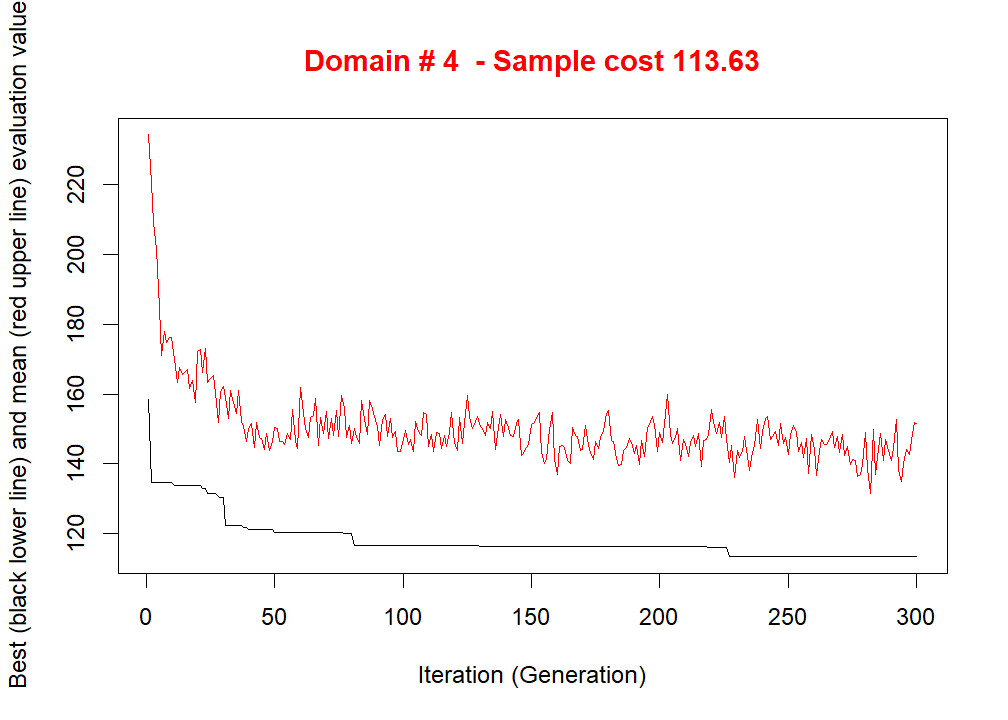 Domain # 4  - Sample cost 113.63
Best (black lower line) and mean (red upper line) evaluation value
220
200
180
160
140
120
0 50 100 150 200 250 300
Iteration (Generation)